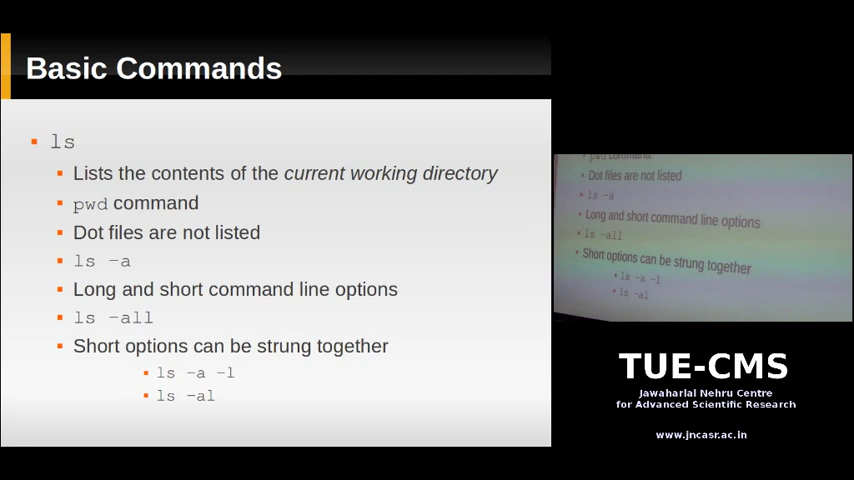 Basic Commands
ls
Lists the contents of the current working directory
pwd command
Dot files are not listed
ls -a
Long and short command line options
ls -all
Short options can be strung together
ls -a -l
ls -al
pwd command
Dot files are not listed
ls -a
Long and short command line options
ls -all
Short options can be strung together
ls -a -l
ls -al
TUE-CMS
Jawaharlal Nehru Centre
for Advanced Scientific Research
www.jncasr.ac.in